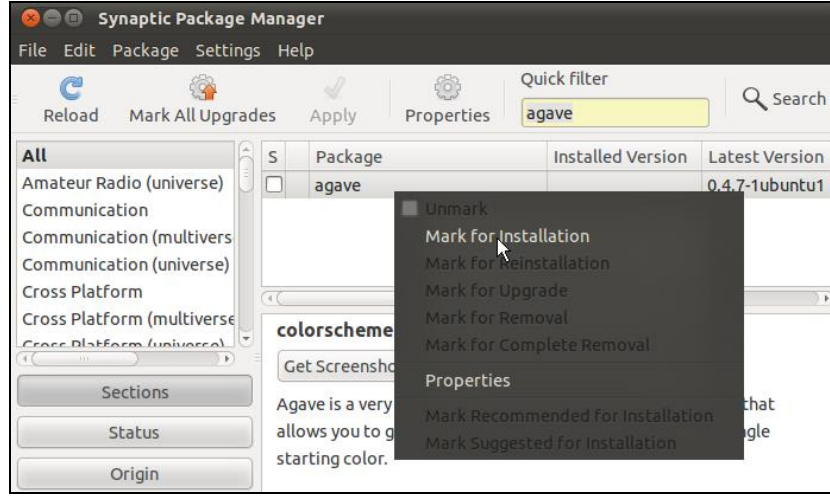 Synaptic Package Manager
File Edit Package Settings Help
Reload Mark All Upgrades Apply Properties
Quick filter
agave
Search
All
Amateur Radio (universe)
Communication
Communication (multivers
Communication (universe)
Cross Platform
Cross Platform (multiverse
Cross Platform (universe)
Sections
Status
Origin
S Package Installed Version Latest Version
agave 0.4.7-1ubuntu1
Unmark
Mark for Installation
Mark for Reinstallation
Mark for Upgrade
Mark for Removal
Mark for Complete Removal
Properties
Mark Recommended for Installation
Mark Suggested for Installation
colorscheme
Get Screensho
Agave is a very that
allows you to g gle
starting color.